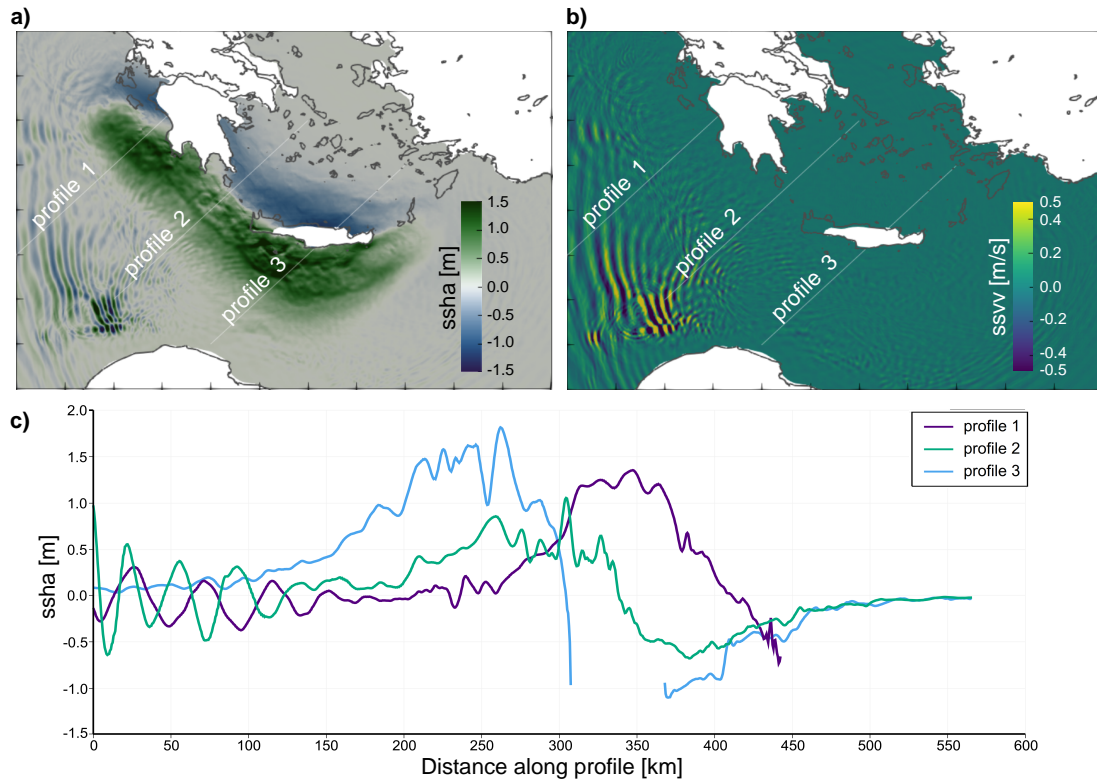 a)
b)
profile 1
profile 2
profile 3
ssha [m]
1.5
1.0
0.5
0.0
-0.5
-1.0
-1.5
profile 1
profile 2
profile 3
ssvv [m/s]
0.5
0.4
0.2
0.0
-0.2
-0.4
-0.5
c)
ssha [m]
2.0
1.5
1.0
0.5
0.0
-0.5
-1.0
-1.5
profile 1
profile 2
profile 3
0 50 100 150 200 250 300 350 400 450 500 550 600
Distance along profile [km]